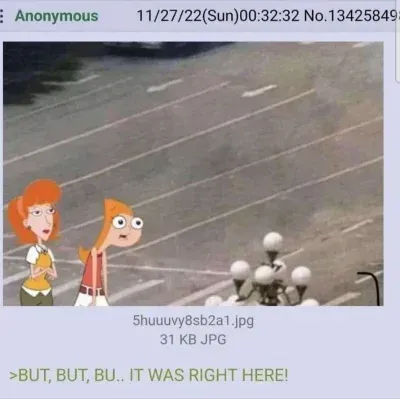 Anonymous 11/27/22(Sun)00:32:32 No.13425849
5huuuvy8sb2a1.jpg
31 KB JPG
>BUT, BUT, BU.. IT WAS RIGHT HERE!